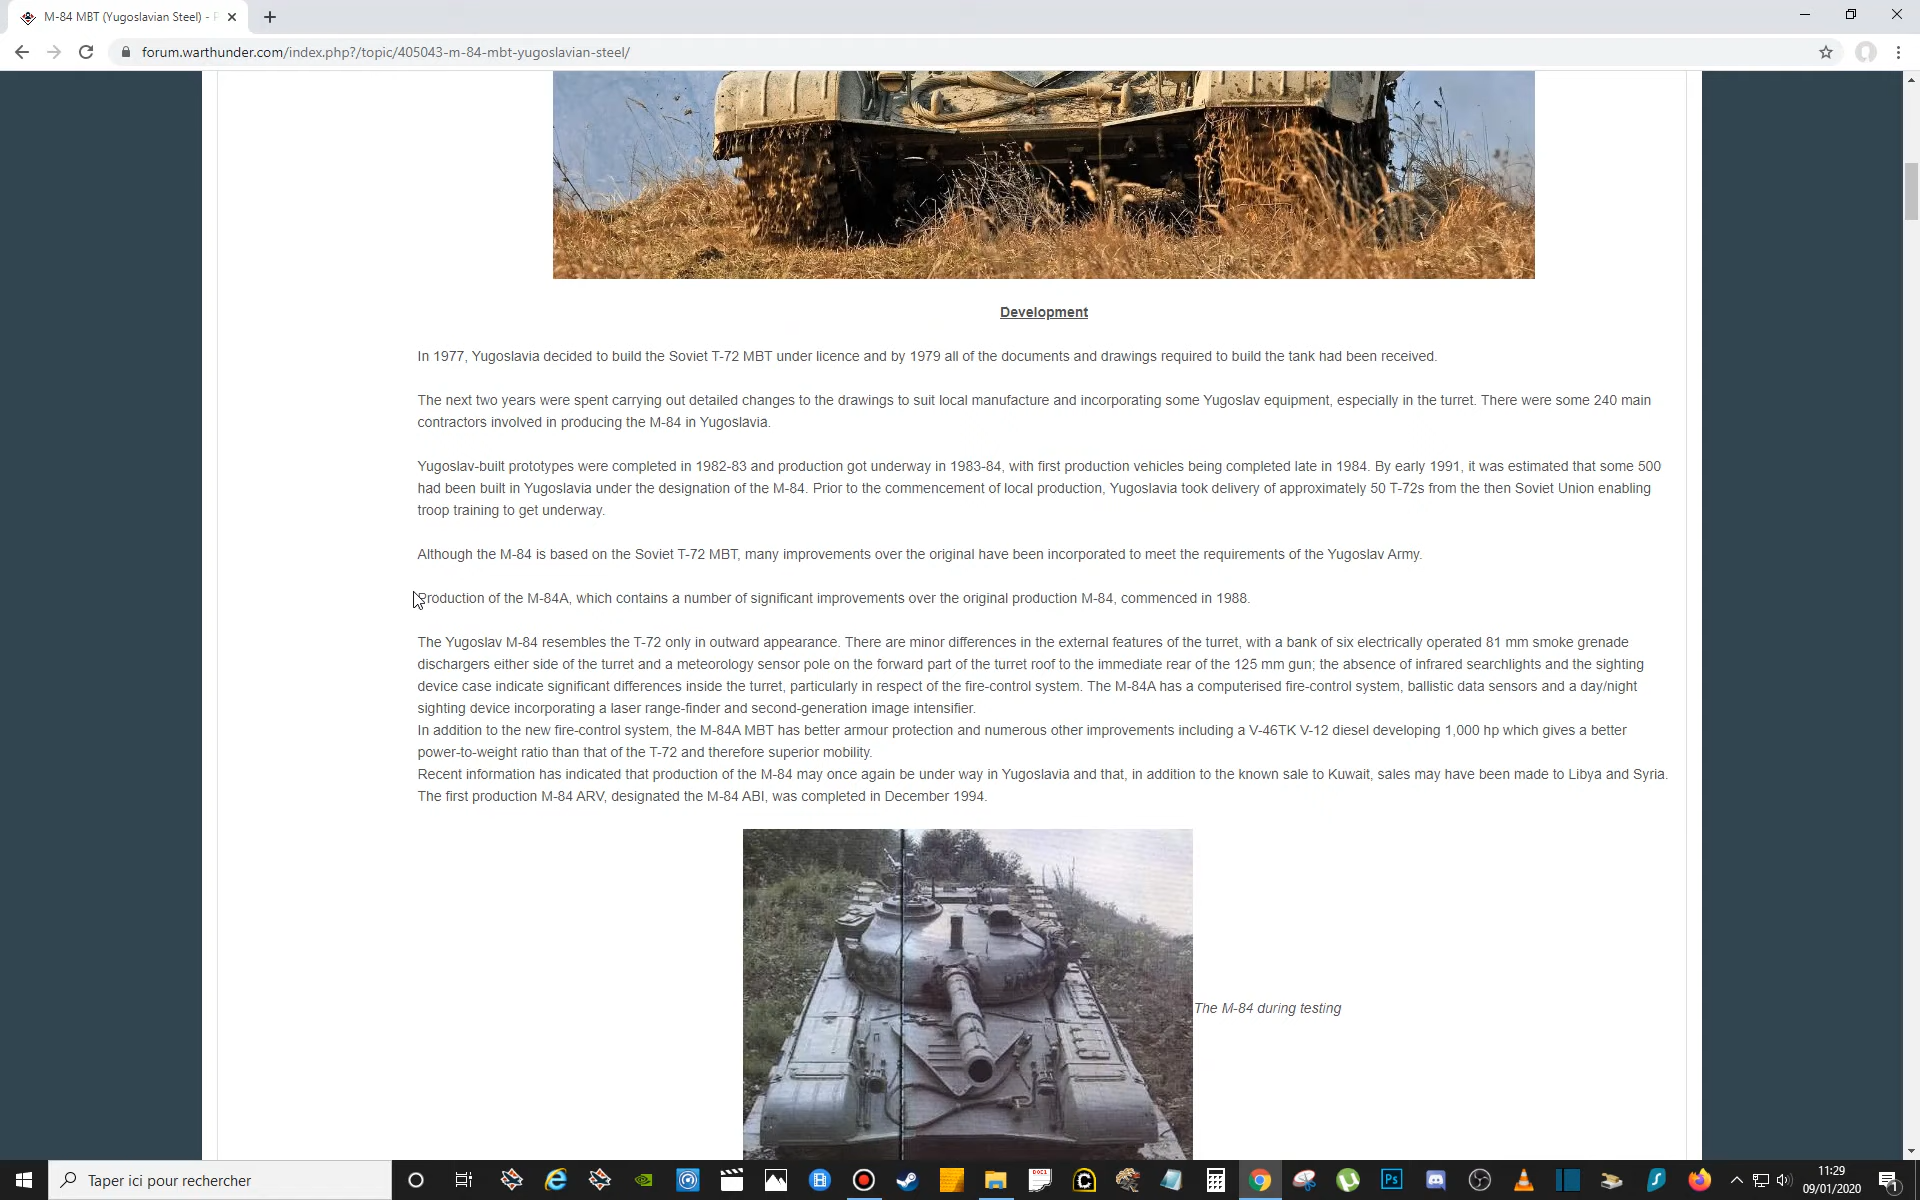 M-84 MBT (Yugoslavian Steel) -
forum.warthunder.com/index.php?/topic/405043-m-84-mbt-yugoslavian-steel/
Development
In 1977, Yugoslavia decided to build the Soviet T-72 MBT under licence and by 1979 all of the documents and drawings required to build the tank had been received.
The next two years were spent carrying out detailed changes to the drawings to suit local manufacture and incorporating some Yugoslav equipment, especially in the turret. There were some 240 main
contractors involved in producing the M-84 in Yugoslavia.
Yugoslav-built prototypes were completed in 1982-83 and production got underway in 1983-84, with first production vehicles being completed late in 1984. By early 1991, it was estimated that some 500
had been built in Yugoslavia under the designation of the M-84. Prior to the commencement of local production, Yugoslavia took delivery of approximately 50 T-72s from the then Soviet Union enabling
troop training to get underway.
Although the M-84 is based on the Soviet T-72 MBT, many improvements over the original have been incorporated to meet the requirements of the Yugoslav Army.
Production of the M-84A, which contains a number of significant improvements over the original production M-84, commenced in 1988.
The Yugoslav M-84 resembles the T-72 only in outward appearance. There are minor differences in the external features of the turret, with a bank of six electrically operated 81 mm smoke grenade
dischargers either side of the turret and a meteorology sensor pole on the forward part of the turret roof to the immediate rear of the 125 mm gun; the absence of infrared searchlights and the sighting
device case indicate significant differences inside the turret, particularly in respect of the fire-control system. The M-84A has a computerised fire-control system, ballistic data sensors and a day/night
sighting device incorporating a laser range-finder and second-generation image intensifier.
In addition to the new fire-control system, the M-84A MBT has better armour protection and numerous other improvements including a V-46TK V-12 diesel developing 1,000 hp which gives a better
power-to-weight ratio than that of the T-72 and therefore superior mobility.
Recent information has indicated that production of the M-84 may once again be under way in Yugoslavia and that, in addition to the known sale to Kuwait, sales may have been made to Libya and Syria.
The first production M-84 ARV, designated the M-84 ABI, was completed in December 1994.
The M-84 during testing
Taper ici pour rechercher
Ps
11:29
09/01/2020
1